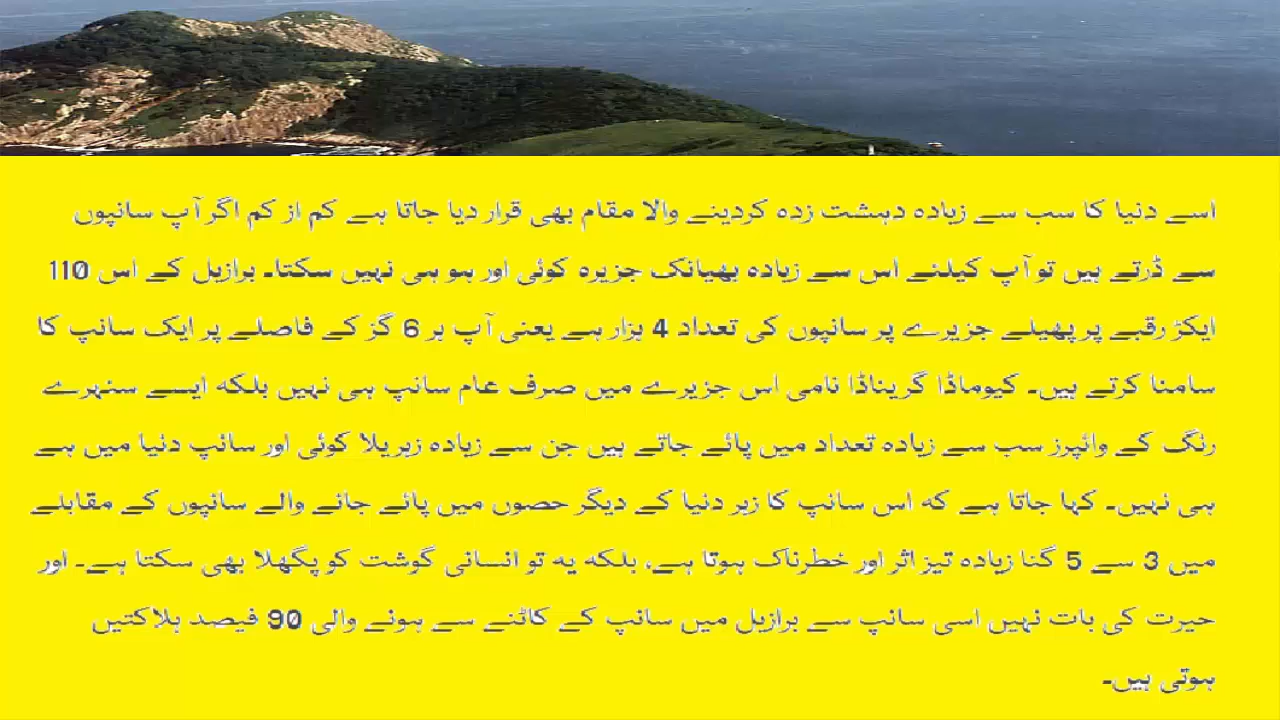 اسے دنیا کا سب سے زیادہ دہشت زدہ کردینے والا مقام بھی قرار دیا جاتا ہے کم از کم اگر آپ سانپوں
سے ڈرتے ہیں تو آپ کیلئے اس سے زیادہ بھیانک جزیرہ کوئی اور ہو ہی نہیں سکتا۔ برازیل کے اس 110
ایکڑ رقبے پر پھیلے جزیرے پر سانپوں کی تعداد 4 ہزار ہے یعنی آپ ہر 6 گز کے فاصلے پر ایک سانپ کا
سامنا کرتے ہیں۔ کیوماڈا گرینا​ڈا نامی اس جزیرے میں صرف عام سانپ ہی نہیں بلکہ ایسے سنہرے
رنگ کے وائپرز سب سے زیادہ تعداد میں پائے جاتے ہیں جن سے زیادہ زہریلا کوئی اور سانپ دنیا میں ہے
ہی نہیں۔ کہا جاتا ہے کہ اس سانپ کا زہر دنیا کے دیگر حصوں میں پائے جانے والے سانپوں کے مقابلے
میں 3 سے 5 گنا زیادہ تیز اثر اور خطرناک ہوتا ہے، بلکہ یہ تو انسانی گوشت کو پگھلا بھی سکتا ہے۔ اور
حیرت کی بات نہیں اسی سانپ سے برازیل میں سانپ کے کاٹنے سے ہونے والی 90 فیصد ہلاکتیں
ہوتی ہیں۔